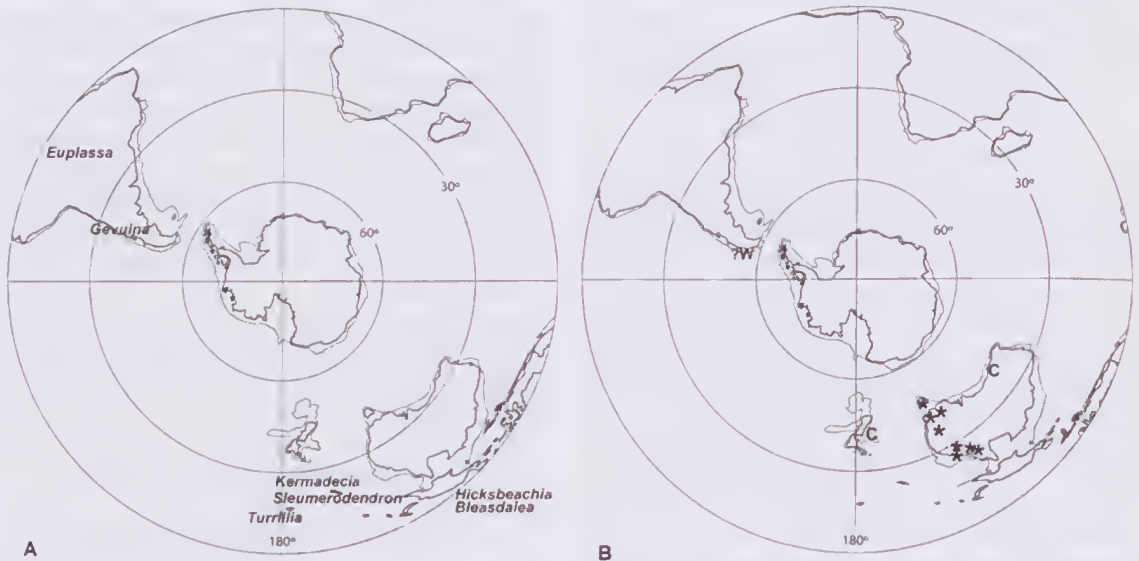 Euplassa
Gevuina
30°
60°
Kermadecia
Sleumerodendron
Turrillia
Hicksbeachia
Bleasdalea
180°
A
30°
60°
?W
C
C
* * * * * * * *
180°
B